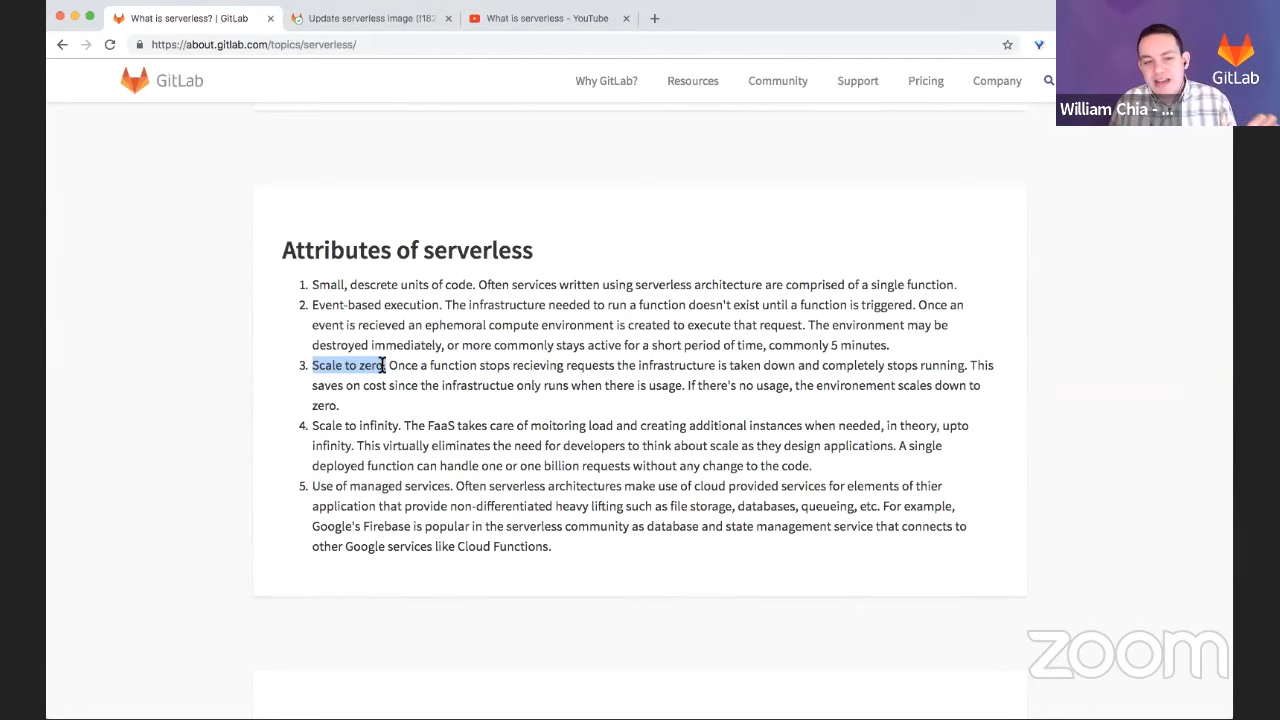 What is serverless? | GitLab
Update serverless image (!182
What is serverless - YouTube
https://about.gitlab.com/topics/serverless/
GitLab
Why GitLab?
Resources
Community
Support
Pricing
Company
GitLab
William Chia - ...
Attributes of serverless
1. Small, descrete units of code. Often services written using serverless architecture are comprised of a single function.
2. Event-based execution. The infrastructure needed to run a function doesn't exist until a function is triggered. Once an
event is recieved an ephemoral compute environment is created to execute that request. The environment may be
destroyed immediately, or more commonly stays active for a short period of time, commonly 5 minutes.
3. Scale to zero. Once a function stops recieving requests the infrastructure is taken down and completely stops running. This
saves on cost since the infrastructue only runs when there is usage. If there's no usage, the environement scales down to
zero.
4. Scale to infinity. The FaaS takes care of moitoring load and creating additional instances when needed, in theory, upto
infinity. This virtually eliminates the need for developers to think about scale as they design applications. A single
deployed function can handle one or one billion requests without any change to the code.
5. Use of managed services. Often serverless architectures make use of cloud provided services for elements of thier
application that provide non-differentiated heavy lifting such as file storage, databases, queueing, etc. For example,
Google's Firebase is popular in the serverless community as database and state management service that connects to
other Google services like Cloud Functions.
zoom